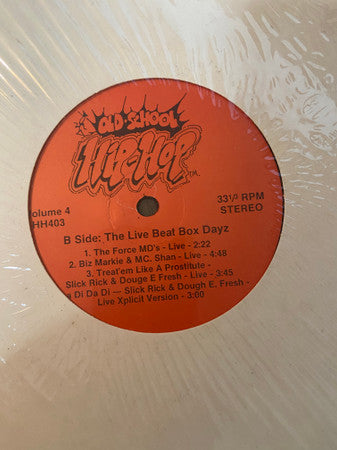 OLD SCHOOL
HIP-HOP TM
olume 4
HH403
33 1/3 RPM
STEREO
B Side: The Live Beat Box Dayz
1. The Force MD's - Live - 2:22
2. Biz Markie & MC. Shan - Live - 4:48
3. Treat'em Like A Prostitute -
Slick Rick & Douge E Fresh - Live - 3:45
Di Da Di — Slick Rick & Dough E. Fresh -
Live Xplicit Version - 3:00